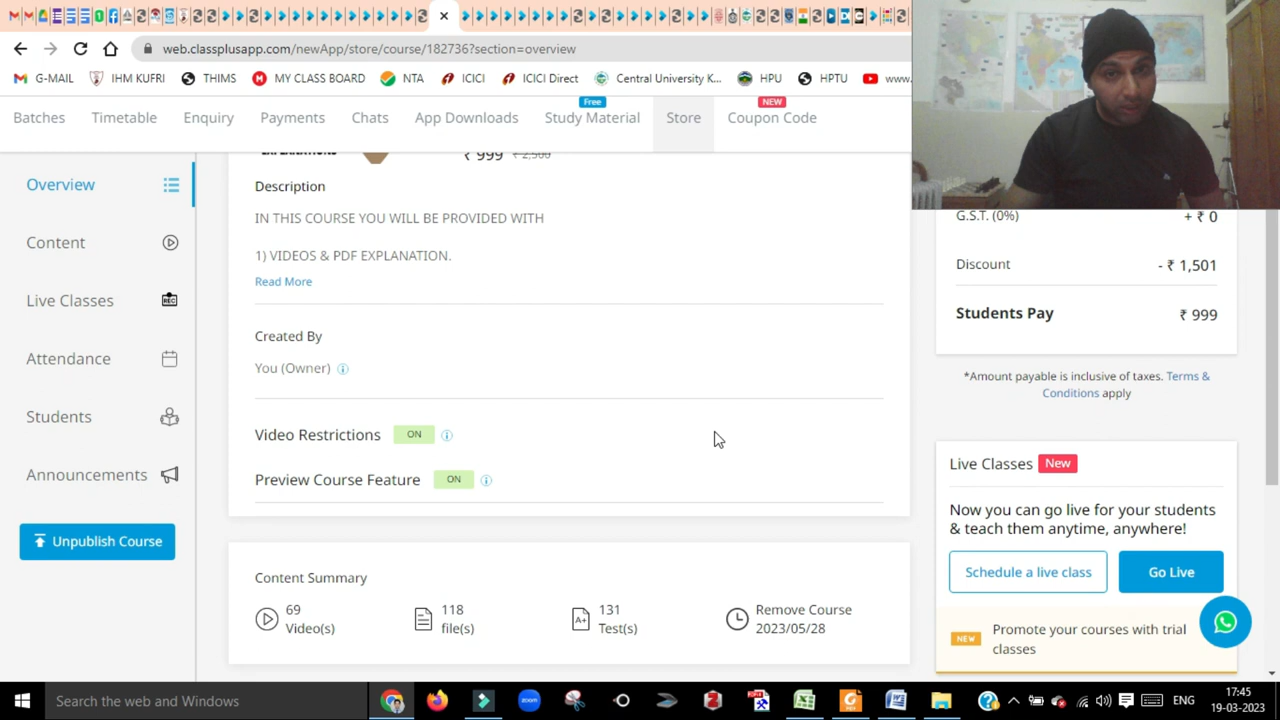 web.classplusapp.com/newApp/store/course/182736?section=overview
G-MAIL
IHM KUFRI
THIMS
MY CLASS BOARD
NTA
ICICI
ICICI Direct
Central University K...
HPU
HPTU
www.
Batches
Timetable
Enquiry
Payments
Chats
App Downloads
Free
Study Material
Store
NEW
Coupon Code
₹ 999 ₹ 2,500
Overview
Content
Live Classes
REC
Attendance
Students
Announcements
Unpublish Course
Description
IN THIS COURSE YOU WILL BE PROVIDED WITH
1) VIDEOS & PDF EXPLANATION.
Read More
Created By
You (Owner)
Video Restrictions ON
Preview Course Feature ON
Content Summary
69
Video(s)
118
file(s)
A+
131
Test(s)
Remove Course
2023/05/28
G.S.T. (0%) + ₹ 0
Discount - ₹ 1,501
Students Pay ₹ 999
*Amount payable is inclusive of taxes. Terms &
Conditions apply
Live Classes New
Now you can go live for your students
& teach them anytime, anywhere!
Schedule a live class
Go Live
NEW
Promote your courses with trial
classes
Search the web and Windows
zoom
ENG
17:45
19-03-2023